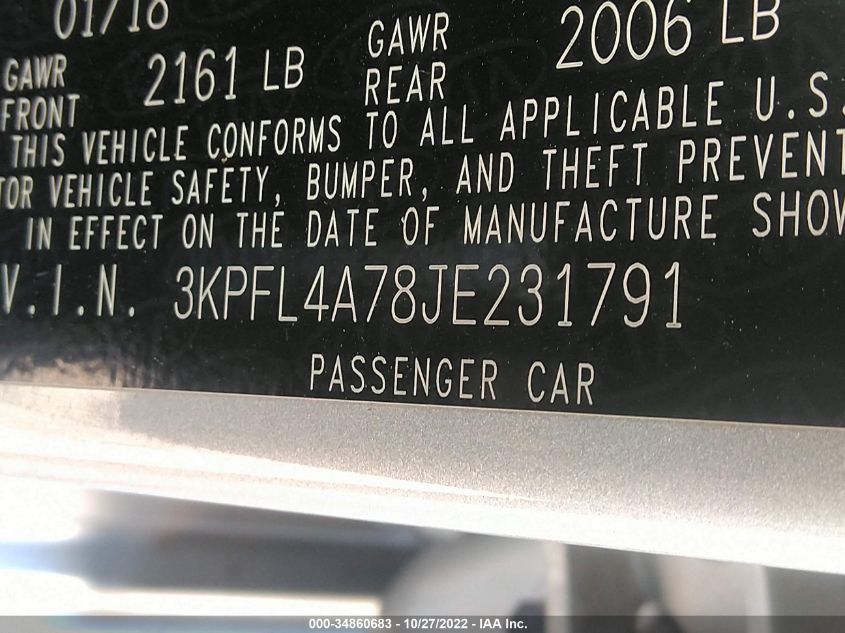 01/18
GAWR FRONT 2161 LB GAWR REAR 2006 LB
THIS VEHICLE CONFORMS TO ALL APPLICABLE U.S.
TOR VEHICLE SAFETY, BUMPER, AND THEFT PREVENT
IN EFFECT ON THE DATE OF MANUFACTURE SHOW
V.I.N. 3KPFL4A78JE231791
PASSENGER CAR
000-34860683 - 10/27/2022 - IAA Inc.